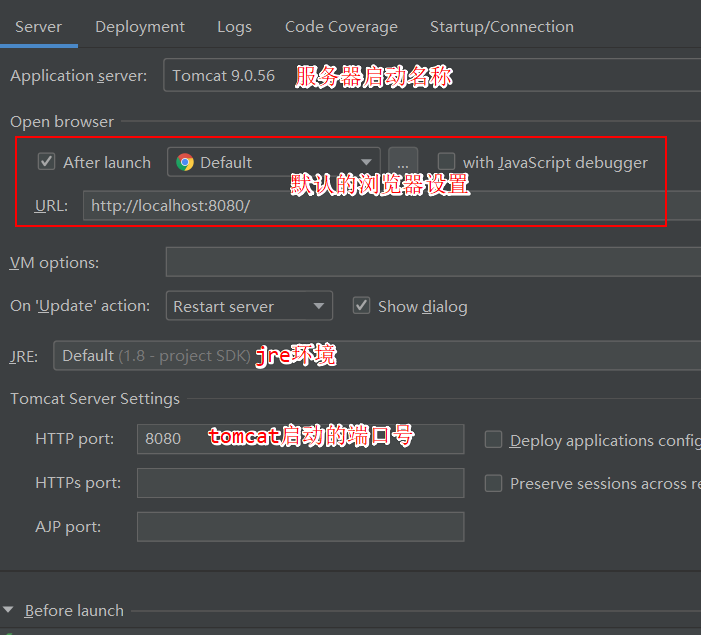 Server Deployment Logs Code Coverage Startup/Connection
Application server: Tomcat 9.0.56 服务器启动名称
Open browser
After launch Default ... with JavaScript debugger
默认的浏览器设置
URL: http://localhost:8080/
VM options:
On 'Update' action: Restart server Show dialog
JRE: Default (1.8 - project SDK) jre环境
Tomcat Server Settings
HTTP port: 8080 tomcat启动的端口号 Deploy applications config
HTTPs port: Preserve sessions across re
AJP port:
Before launch